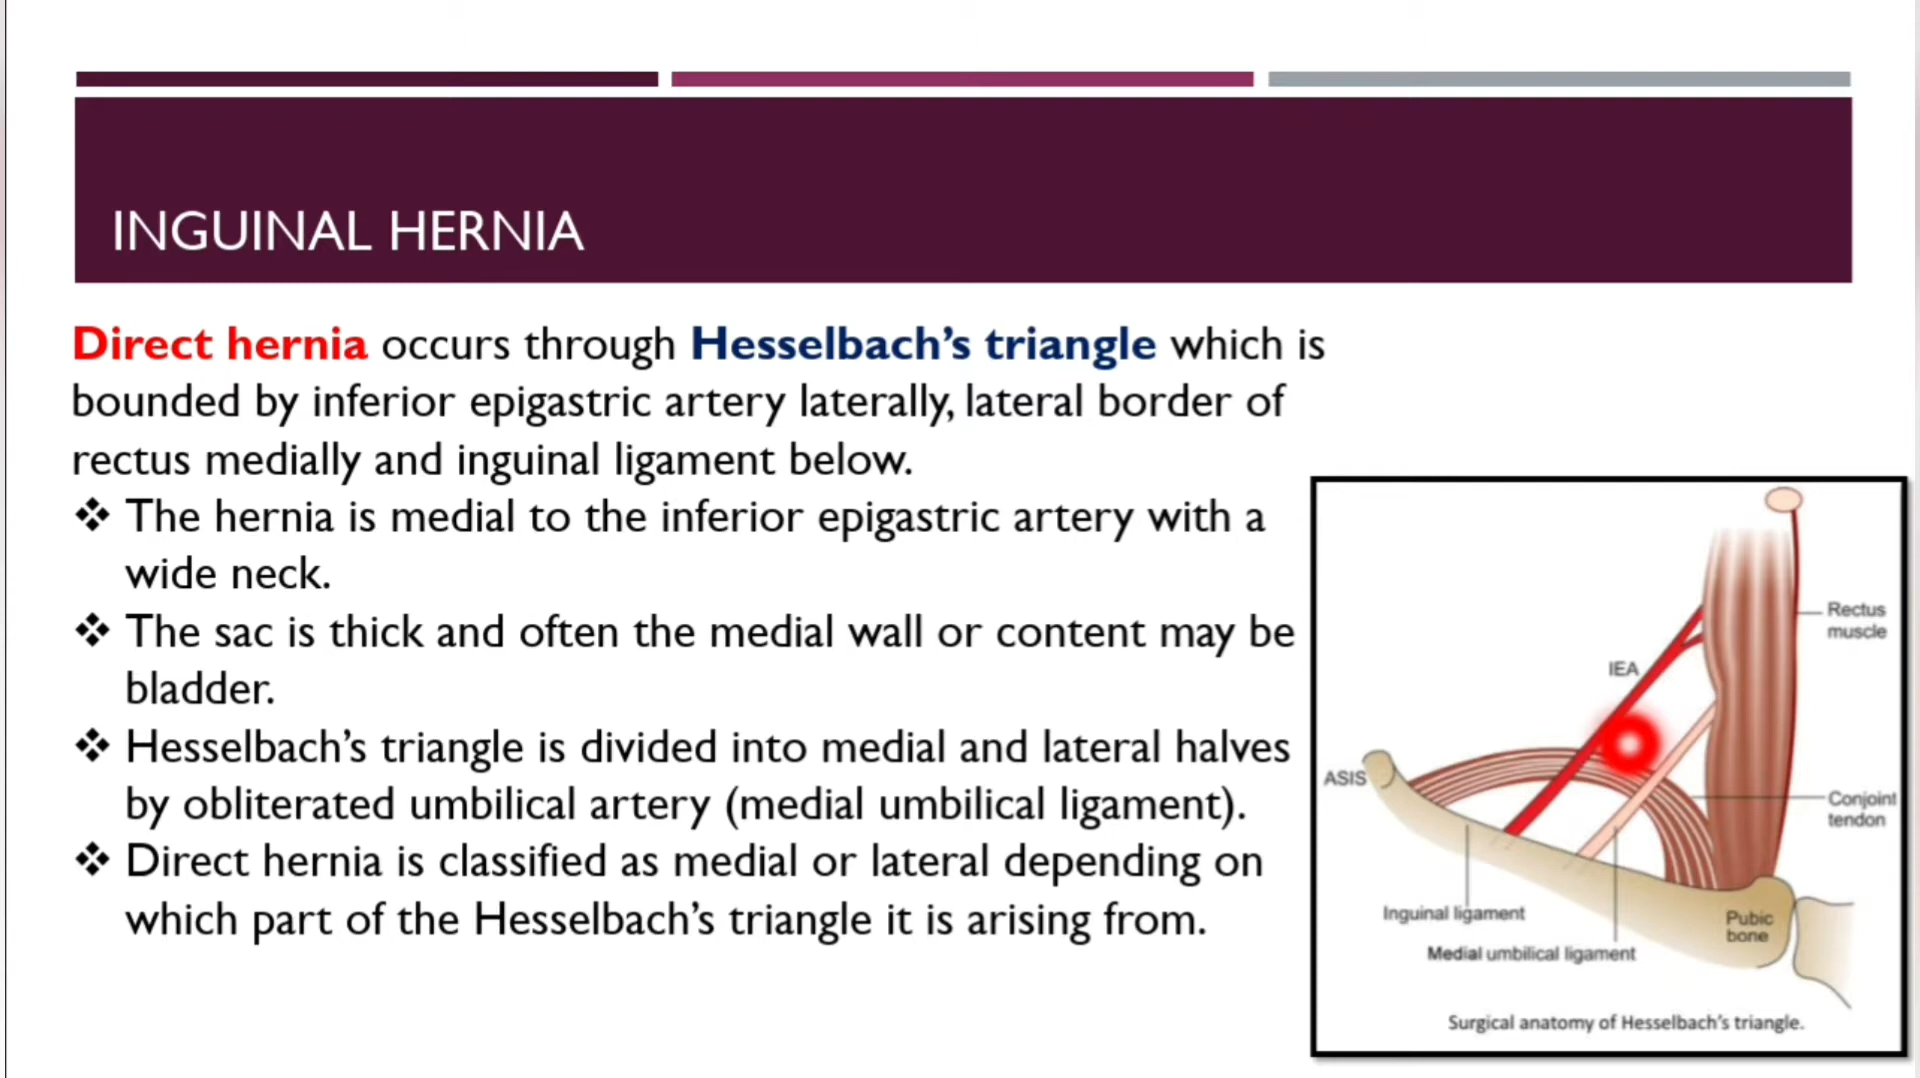 INGUINAL HERNIA
Direct hernia occurs through Hesselbach’s triangle which is
bounded by inferior epigastric artery laterally, lateral border of
rectus medially and inguinal ligament below.
❖ The hernia is medial to the inferior epigastric artery with a
wide neck.
❖ The sac is thick and often the medial wall or content may be
bladder.
❖ Hesselbach’s triangle is divided into medial and lateral halves
by obliterated umbilical artery (medial umbilical ligament).
❖ Direct hernia is classified as medial or lateral depending on
which part of the Hesselbach’s triangle it is arising from.
Rectus
muscle
IEA
ASIS
Conjoint
tendon
Inguinal ligament
Pubic
bone
Medial umbilical ligament
Surgical anatomy of Hesselbach’s triangle.